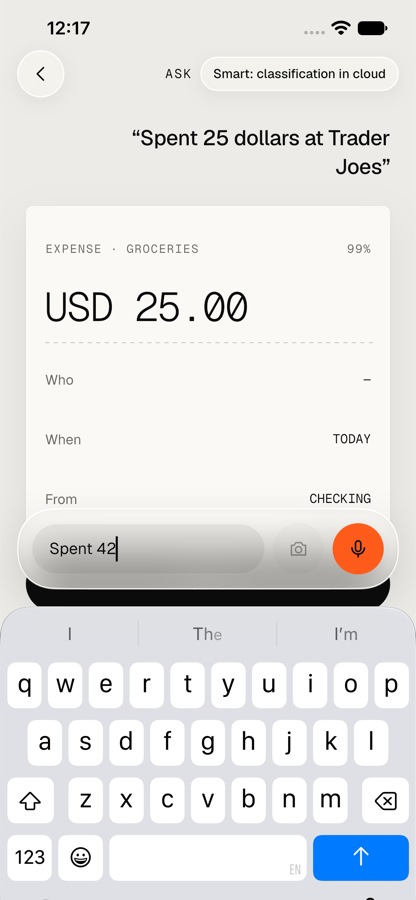 12:17
ASK
Smart: classification in cloud
“Spent 25 dollars at Trader
Joes”
EXPENSE · GROCERIES 99%
USD 25.00
Who –
When TODAY
From CHECKING
Spent 42
I The I'm
q w e r t y u i o p
a s d f g h j k l
z x c v b n m
123 EN